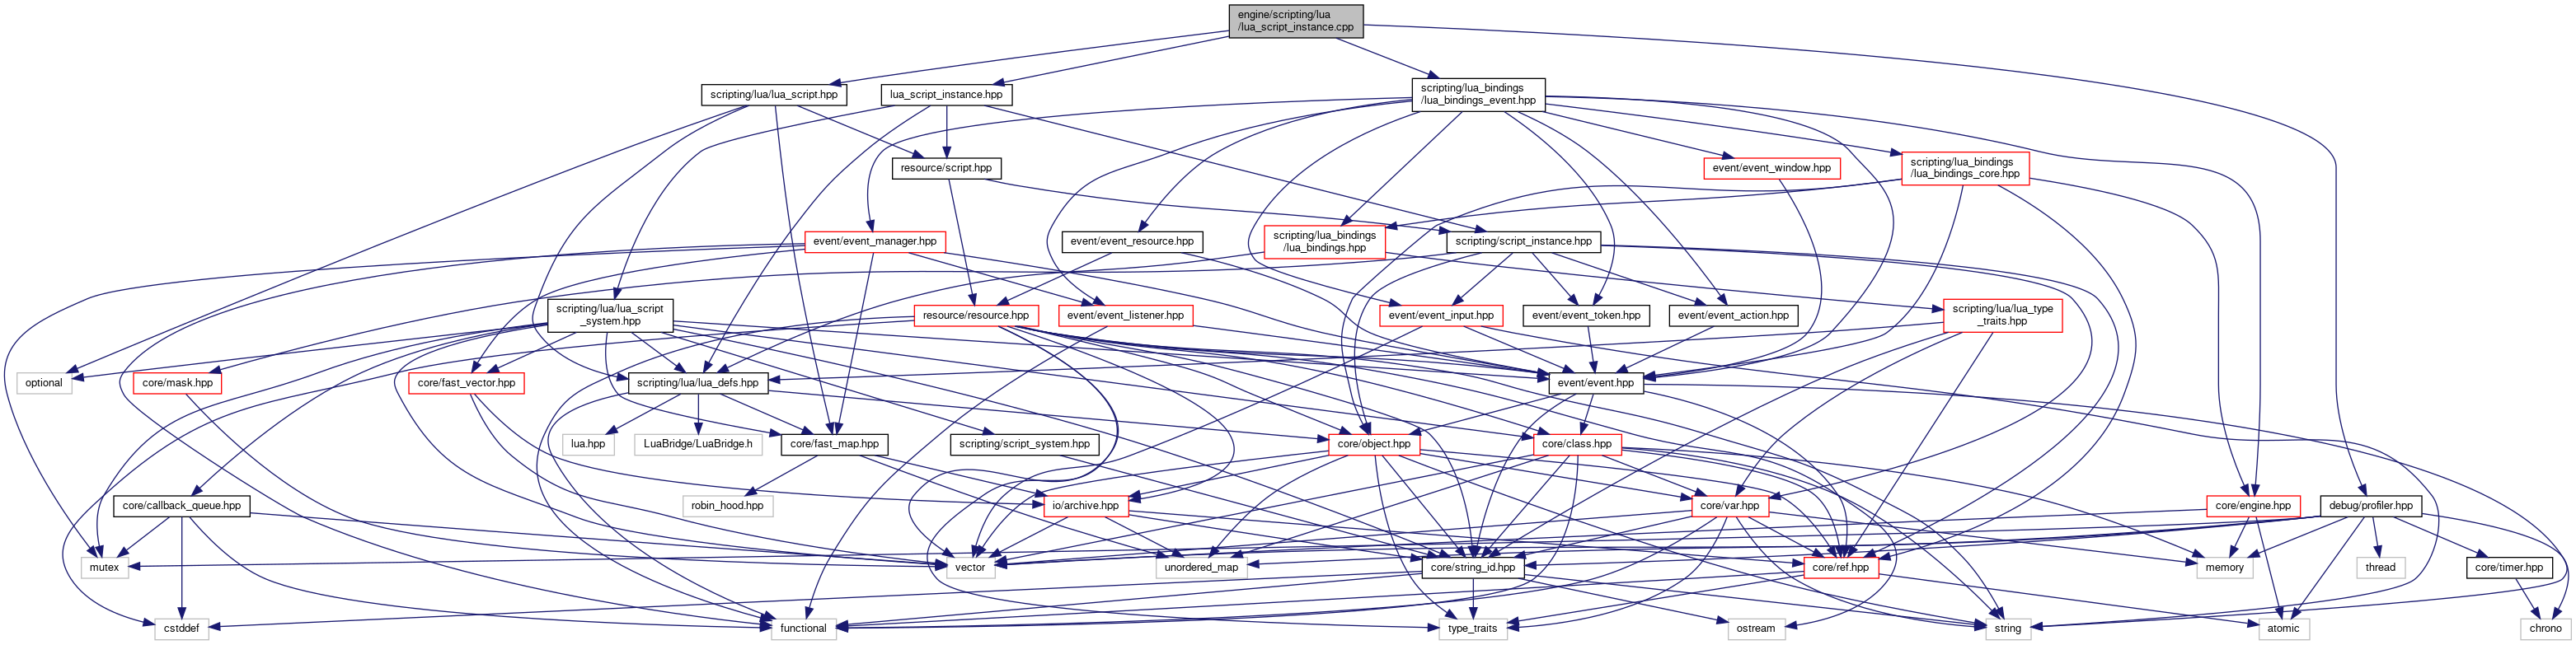 engine/scripting/lua
/lua_script_instance.cpp
scripting/lua/lua_script.hpp
lua_script_instance.hpp
scripting/lua_bindings
/lua_bindings_event.hpp
resource/script.hpp
event/event_window.hpp
scripting/lua_bindings
/lua_bindings_core.hpp
event/event_manager.hpp
event/event_resource.hpp
scripting/lua_bindings
/lua_bindings.hpp
scripting/script_instance.hpp
scripting/lua/lua_script
_system.hpp
resource/resource.hpp
event/event_listener.hpp
event/event_input.hpp
event/event_token.hpp
event/event_action.hpp
scripting/lua/lua_type
_traits.hpp
optional
core/mask.hpp
core/fast_vector.hpp
scripting/lua/lua_defs.hpp
event/event.hpp
lua.hpp
LuaBridge/LuaBridge.h
core/fast_map.hpp
scripting/script_system.hpp
core/object.hpp
core/class.hpp
core/callback_queue.hpp
robin_hood.hpp
io/archive.hpp
core/var.hpp
core/engine.hpp
debug/profiler.hpp
mutex
vector
unordered_map
core/string_id.hpp
core/ref.hpp
memory
thread
core/timer.hpp
cstddef
functional
type_traits
ostream
string
atomic
chrono